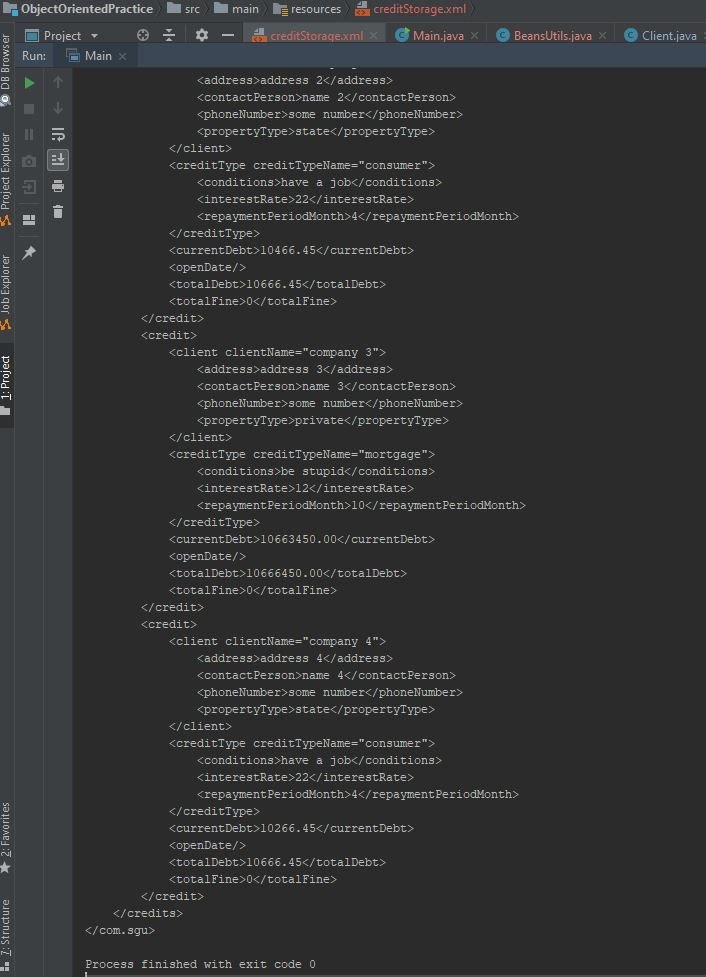 ObjectOrientedPractice src main resources creditStorage.xml
Project creditStorage.xml Main.java BeansUtils.java Client.java
Run: Main
<address>address 2</address>
<contactPerson>name 2</contactPerson>
<phoneNumber>some number</phoneNumber>
<propertyType>state</propertyType>
</client>
<creditType creditTypeName="consumer">
<conditions>have a job</conditions>
<interestRate>22</interestRate>
<repaymentPeriodMonth>4</repaymentPeriodMonth>
</creditType>
<currentDebt>10466.45</currentDebt>
<openDate/>
<totalDebt>10666.45</totalDebt>
<totalFine>0</totalFine>
</credit>
<credit>
<client clientName="company 3">
<address>address 3</address>
<contactPerson>name 3</contactPerson>
<phoneNumber>some number</phoneNumber>
<propertyType>private</propertyType>
</client>
<creditType creditTypeName="mortgage">
<conditions>be stupid</conditions>
<interestRate>12</interestRate>
<repaymentPeriodMonth>10</repaymentPeriodMonth>
</creditType>
<currentDebt>10663450.00</currentDebt>
<openDate/>
<totalDebt>10666450.00</totalDebt>
<totalFine>0</totalFine>
</credit>
<credit>
<client clientName="company 4">
<address>address 4</address>
<contactPerson>name 4</contactPerson>
<phoneNumber>some number</phoneNumber>
<propertyType>state</propertyType>
</client>
<creditType creditTypeName="consumer">
<conditions>have a job</conditions>
<interestRate>22</interestRate>
<repaymentPeriodMonth>4</repaymentPeriodMonth>
</creditType>
<currentDebt>10266.45</currentDebt>
<openDate/>
<totalDebt>10666.45</totalDebt>
<totalFine>0</totalFine>
</credit>
</credits>
</com.sgu>
Process finished with exit code 0
DB Browser
Project Explorer
Job Explorer
1: Project
2: Favorites
7: Structure